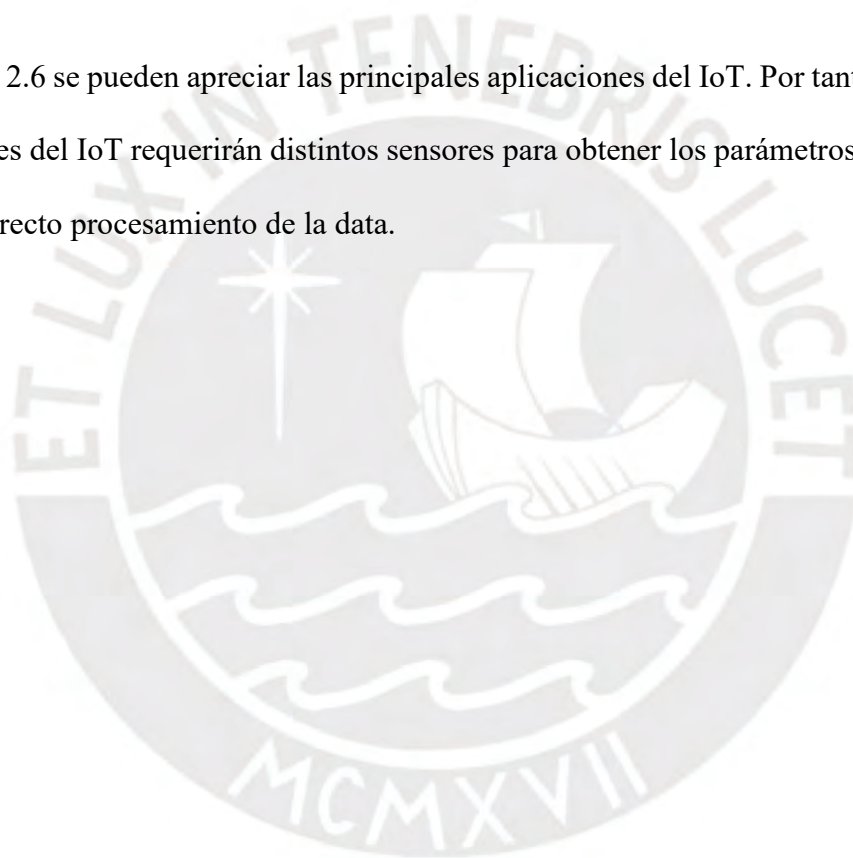 2.6 se pueden apreciar las principales aplicaciones del IoT. Por tant
es del IoT requerirán distintos sensores para obtener los parámetros
recto procesamiento de la data.
ET LUX IN TENEBRIS LUCET
MCMXVII